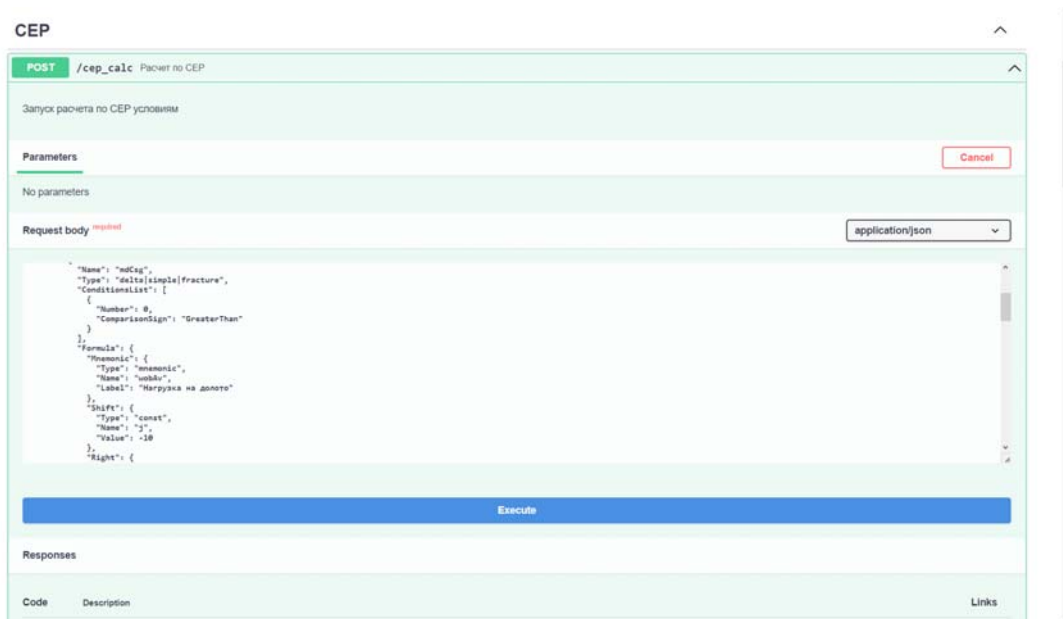 CEP
POST /cep_calc Расчет по CEP
Запуск расчета по CEP условиям
Parameters
Cancel
No parameters
Request body required
application/json
"Name": "mdCsg",
"Type": "delta|simple|fracture",
"ConditionsList": [
{
"Number": 0,
"ComparisonSign": "GreaterThan"
}
],
"Formula": {
"Mnemonic": {
"Type": "mnemonic",
"Name": "wobAv",
"Label": "Нагрузка на долото"
},
"Shift": {
"Type": "const",
"Name": "j",
"Value": -10
},
"Right": {
Execute
Responses
Code Description Links